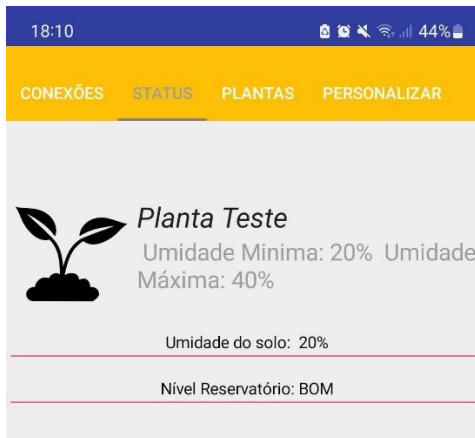 18:10 44%
CONEXÕES STATUS PLANTAS PERSONALIZAR
Planta Teste
Umidade Minima: 20% Umidade
Máxima: 40%
Umidade do solo: 20%
Nível Reservatório: BOM